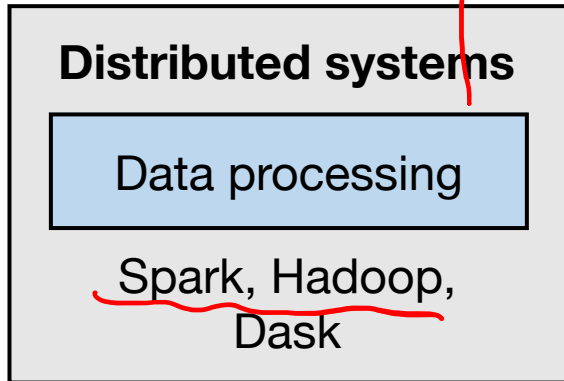 Distributed systems
Data processing
Spark, Hadoop,
Dask